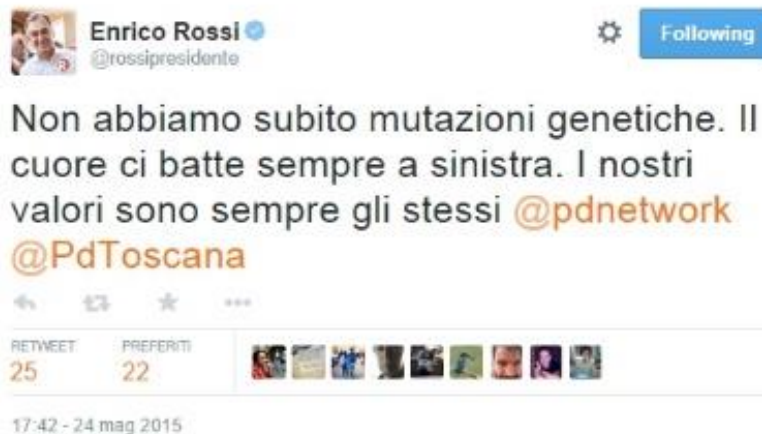 Enrico Rossi
@rossipresidente
Following
Non abbiamo subito mutazioni genetiche. Il
cuore ci batte sempre a sinistra. I nostri
valori sono sempre gli stessi @pdnetwork
@PdToscana
RETWEET PREFERITI
25 22
17:42 - 24 mag 2015